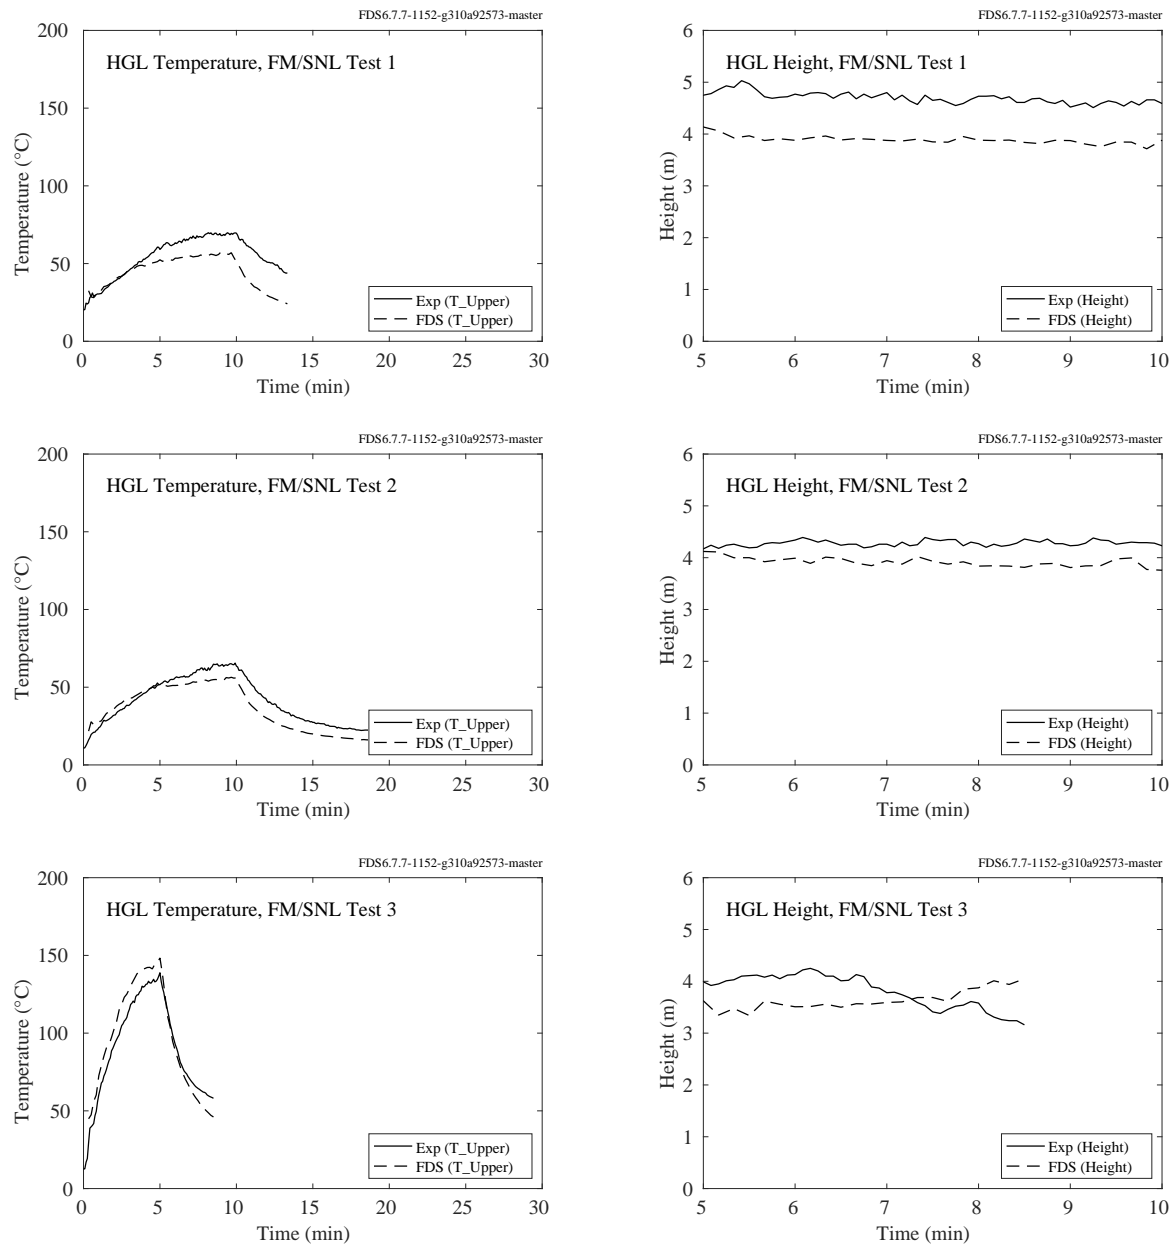 FDS6.7.7-1152-g310a92573-master
HGL Temperature, FM/SNL Test 1
200
150
100
50
0
Temperature (°C)
Exp (T_Upper)
FDS (T_Upper)
0 5 10 15 20 25 30
Time (min)
FDS6.7.7-1152-g310a92573-master
HGL Height, FM/SNL Test 1
6
5
4
3
2
1
0
Height (m)
Exp (Height)
FDS (Height)
5 6 7 8 9 10
Time (min)
FDS6.7.7-1152-g310a92573-master
HGL Temperature, FM/SNL Test 2
200
150
100
50
0
Temperature (°C)
Exp (T_Upper)
FDS (T_Upper)
0 5 10 15 20 25 30
Time (min)
FDS6.7.7-1152-g310a92573-master
HGL Height, FM/SNL Test 2
6
5
4
3
2
1
0
Height (m)
Exp (Height)
FDS (Height)
5 6 7 8 9 10
Time (min)
FDS6.7.7-1152-g310a92573-master
HGL Temperature, FM/SNL Test 3
200
150
100
50
0
Temperature (°C)
Exp (T_Upper)
FDS (T_Upper)
0 5 10 15 20 25 30
Time (min)
FDS6.7.7-1152-g310a92573-master
HGL Height, FM/SNL Test 3
6
5
4
3
2
1
0
Height (m)
Exp (Height)
FDS (Height)
5 6 7 8 9 10
Time (min)